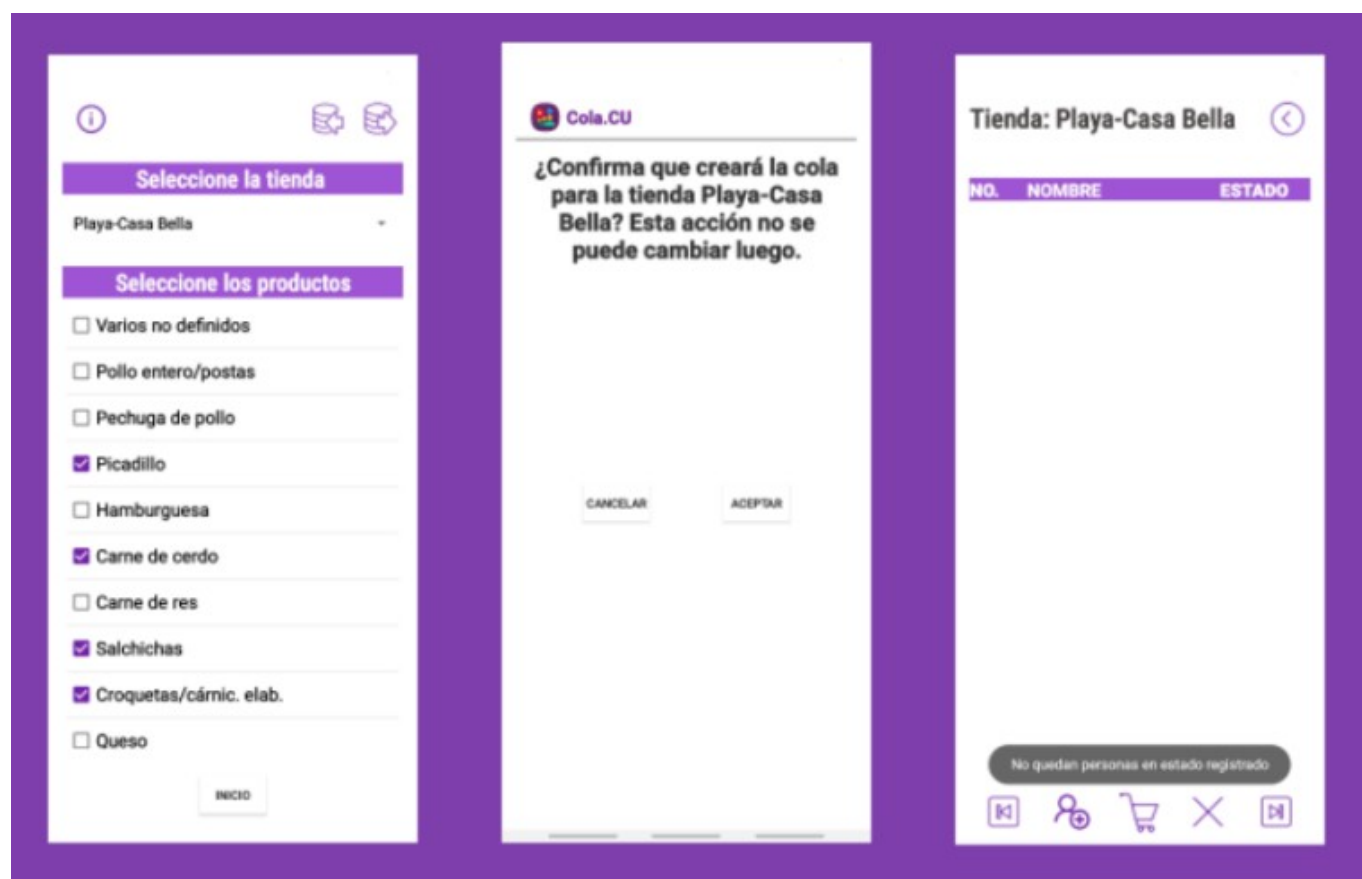 Seleccione la tienda
Playa-Casa Bella
Seleccione los productos
Varios no definidos
Pollo entero/postas
Pechuga de pollo
Picadillo
Hamburguesa
Carne de cerdo
Carne de res
Salchichas
Croquetas/cárnic. elab.
Queso
INICIO
Cola.CU
¿Confirma que creará la cola
para la tienda Playa-Casa
Bella? Esta acción no se
puede cambiar luego.
CANCELAR ACEPTAR
Tienda: Playa-Casa Bella
NO. NOMBRE ESTADO
No quedan personas en estado registrado